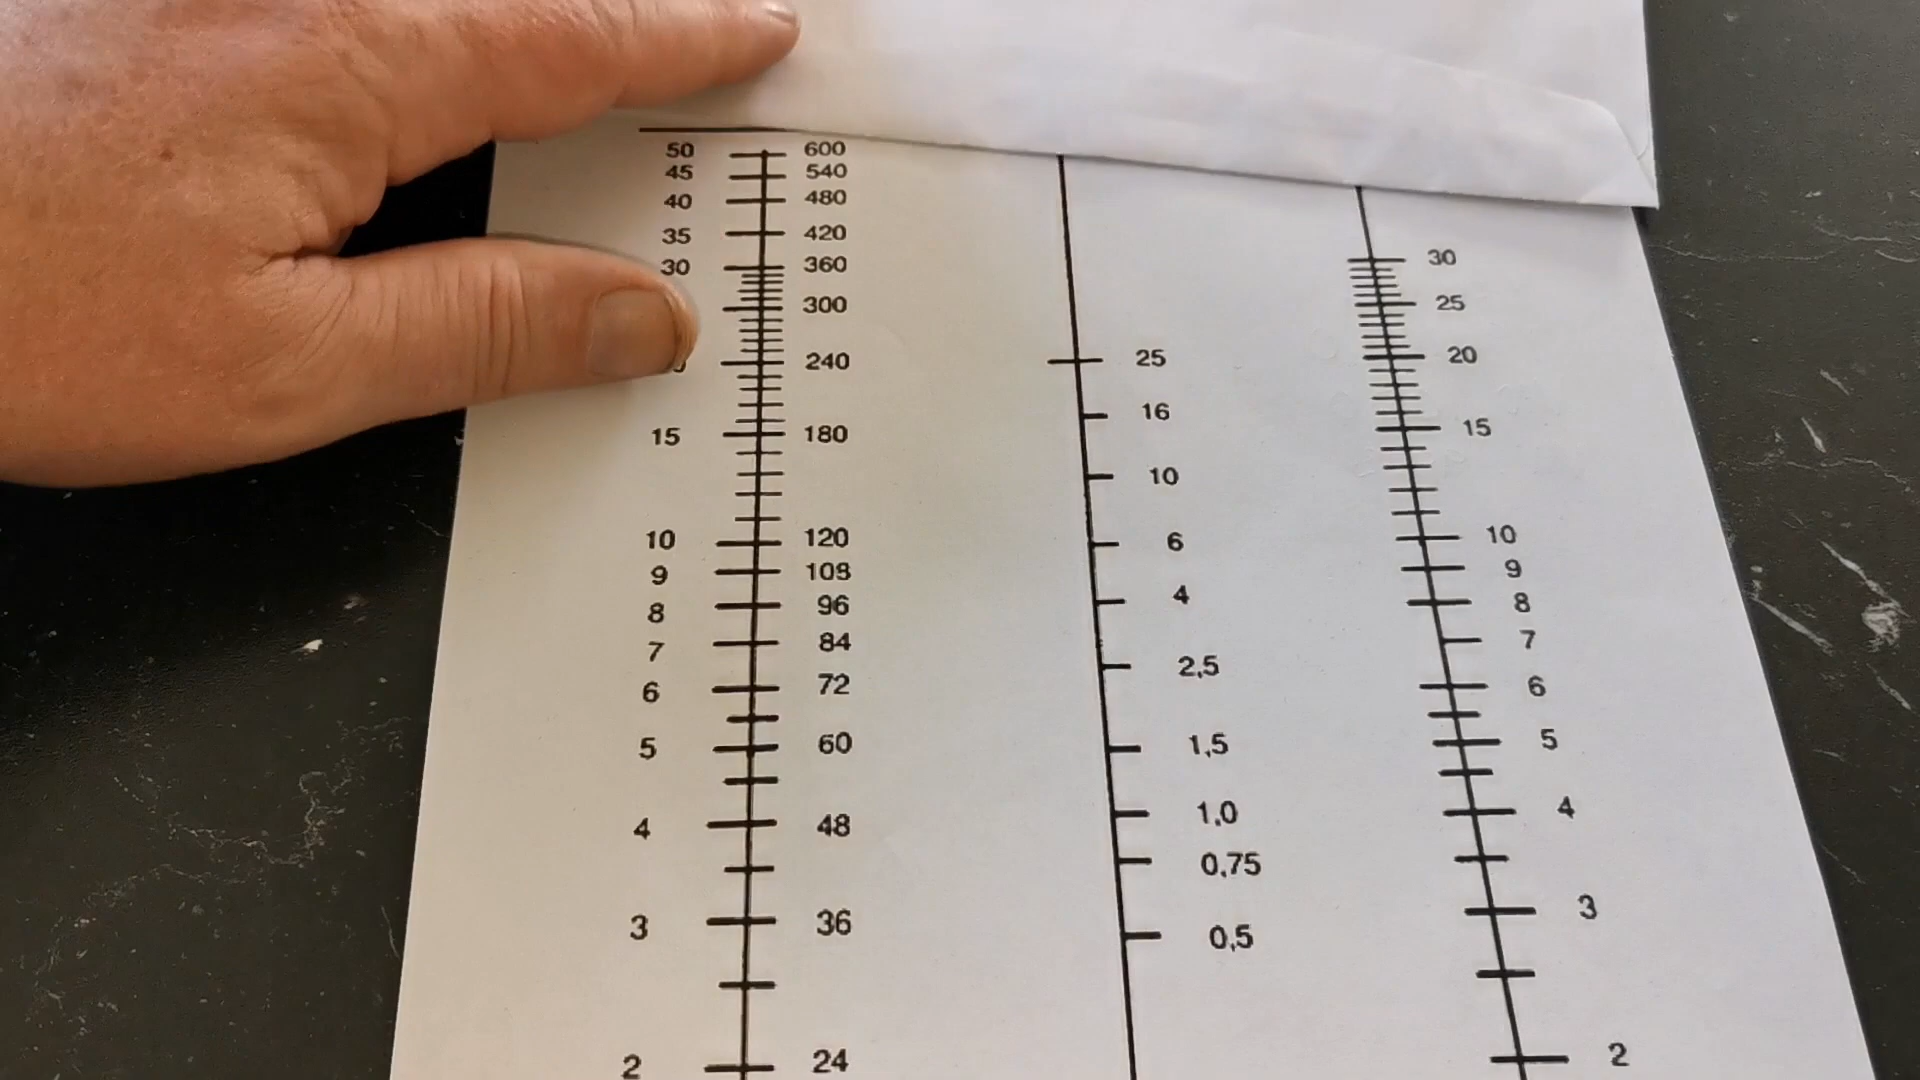 50 600
45 540
40 480
35 420
30 360 30
300 25
240 25 20
16
15 180 15
10
10 120 6 10
9 108 9
8 96 4 8
7 84 2,5 7
6 72 6
5 60 1,5 5
4 48 1,0 4
0,75
3 36 0,5 3
2 24 2